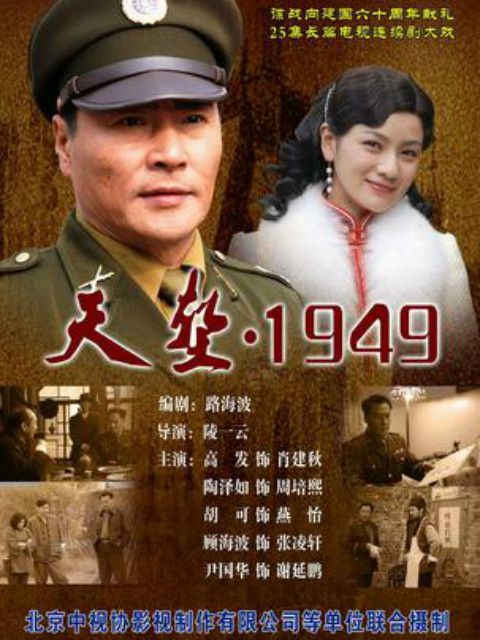 谍战向建国六十周年献礼
25集长篇电视连续剧大戏
天堑·1949
编剧：路海波
导演：陵一云
主演：高 发 饰 肖建秋
陶泽如 饰 周培熙
胡 可 饰 燕 怡
顾海波 饰 张凌轩
尹国华 饰 谢延鹏
北京中视协影视制作有限公司等单位联合摄制